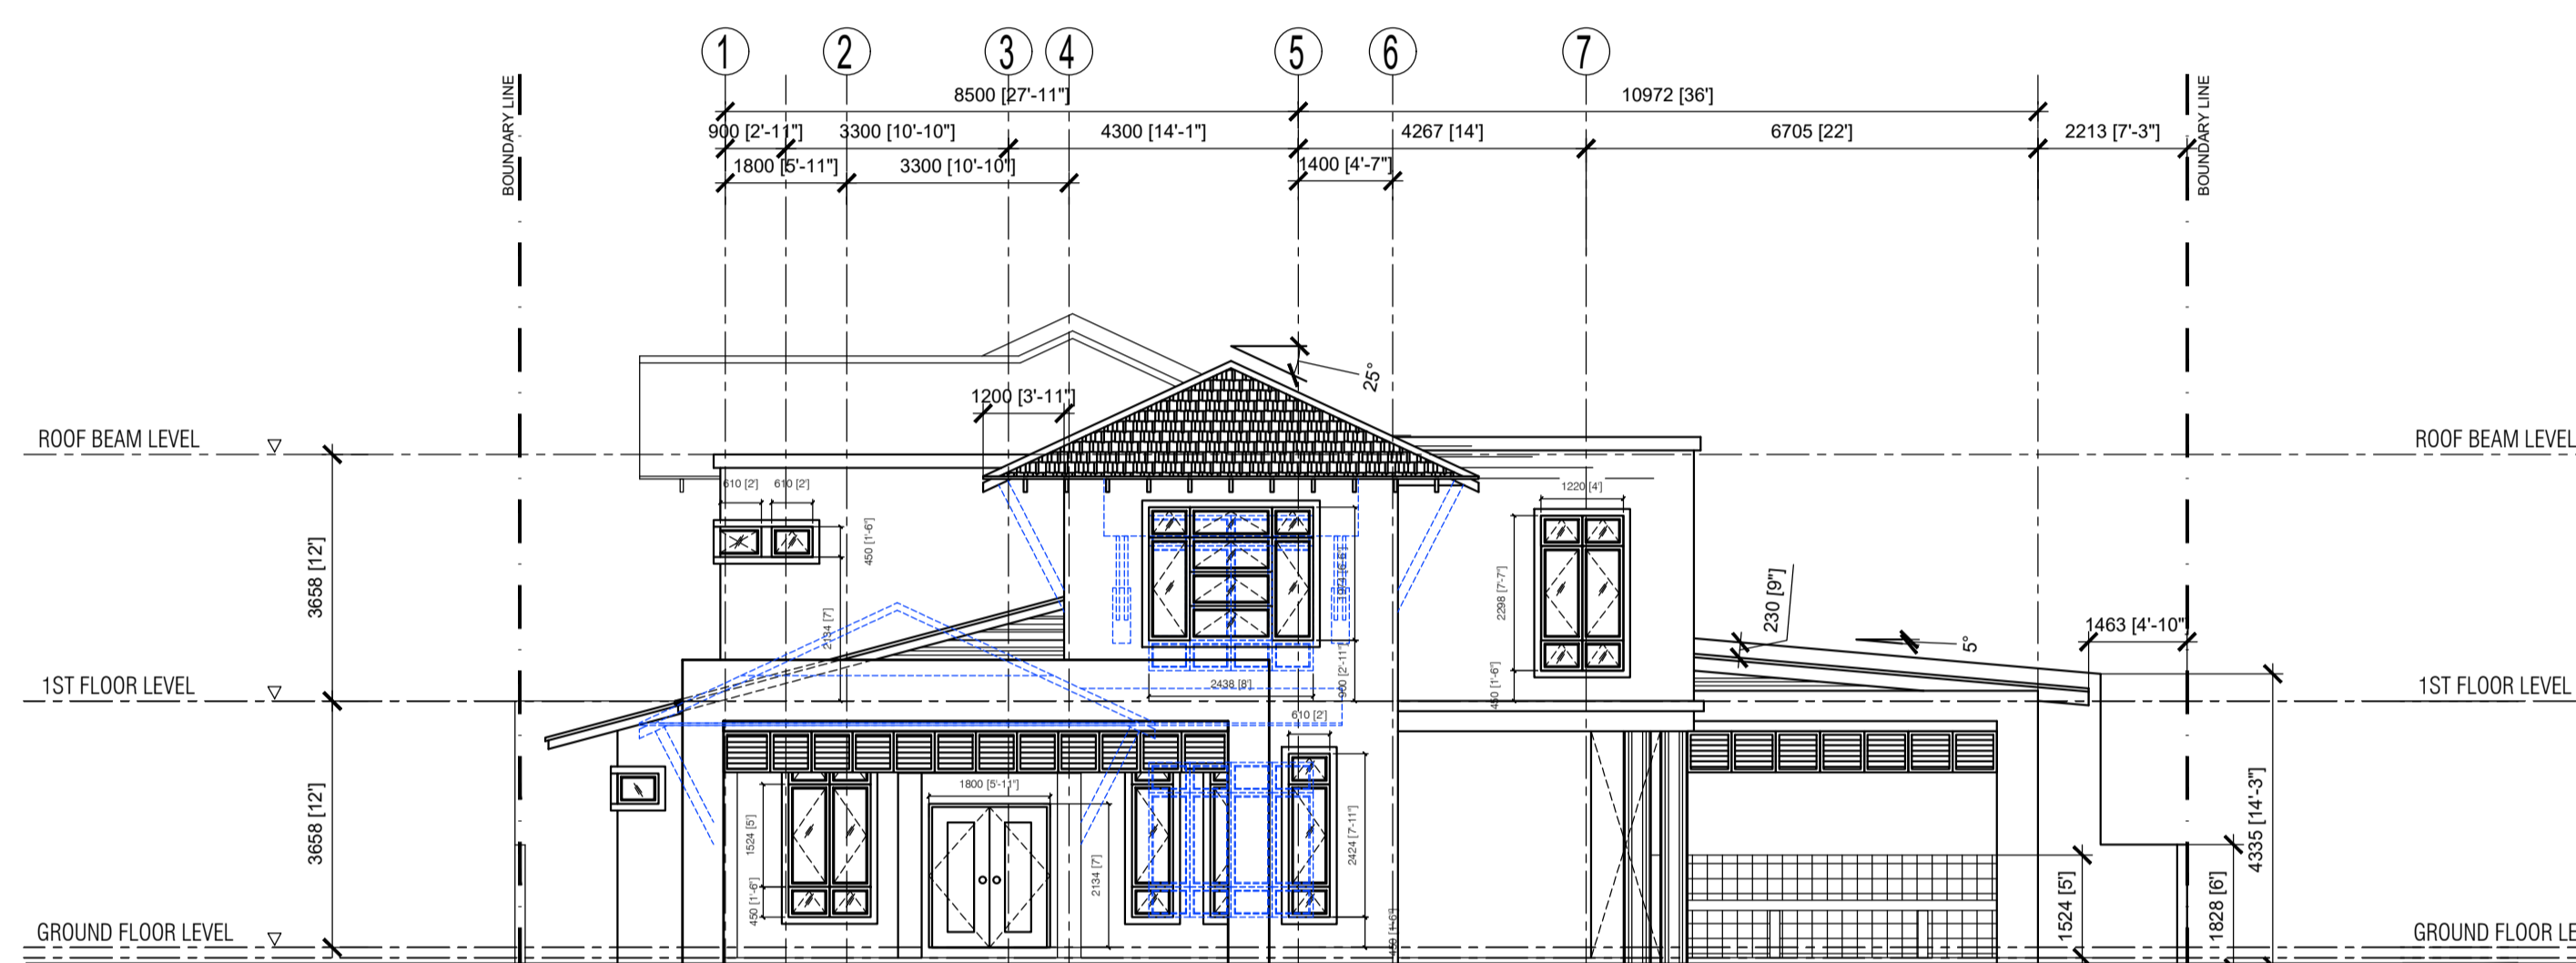 1 2 3 4 5 6 7
BOUNDARY LINE
BOUNDARY LINE
8500 [27'-11"] 10972 [36']
900 [2'-11"] 3300 [10'-10"] 4300 [14'-1"] 4267 [14'] 6705 [22'] 2213 [7'-3"]
1800 [5'-11"] 3300 [10'-10"] 1400 [4'-7"]
25°
1200 [3'-11"]
ROOF BEAM LEVEL
ROOF BEAM LEVEL
610 [2'] 610 [2'] 1220 [4']
450 [1'-6"]
3658 [12']
2134 [7']
2298 [7'-7"]
230 [9"]
1463 [4'-10"]
5°
1ST FLOOR LEVEL
1ST FLOOR LEVEL
2438 [8']
900 [2'-11"]
450 [1'-6"]
610 [2']
3658 [12']
1800 [5'-11"]
1524 [5']
450 [1'-6"]
2134 [7']
2424 [7'-11"]
450 [1'-6"]
4335 [14'-3"]
1524 [5']
1828 [6']
GROUND FLOOR LEVEL
GROUND FLOOR LE